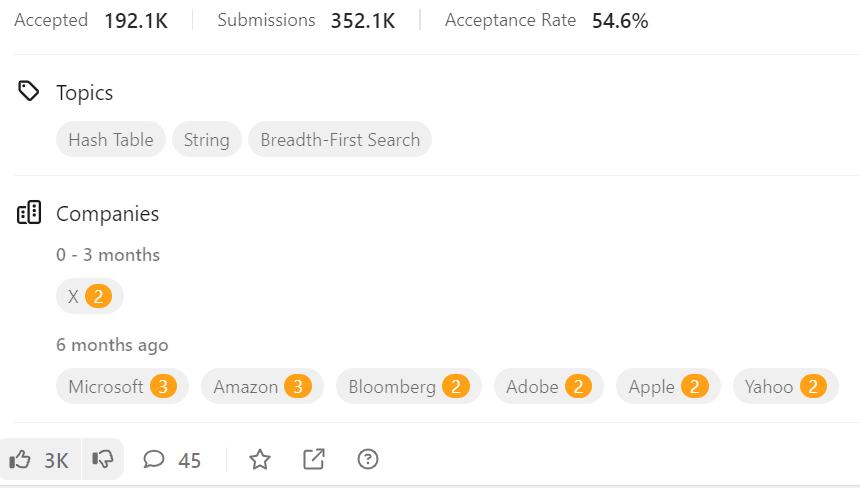 Accepted 192.1K Submissions 352.1K Acceptance Rate 54.6%
Topics
Hash Table String Breadth-First Search
Companies
0 - 3 months
X 2
6 months ago
Microsoft 3 Amazon 3 Bloomberg 2 Adobe 2 Apple 2 Yahoo 2
3K 45